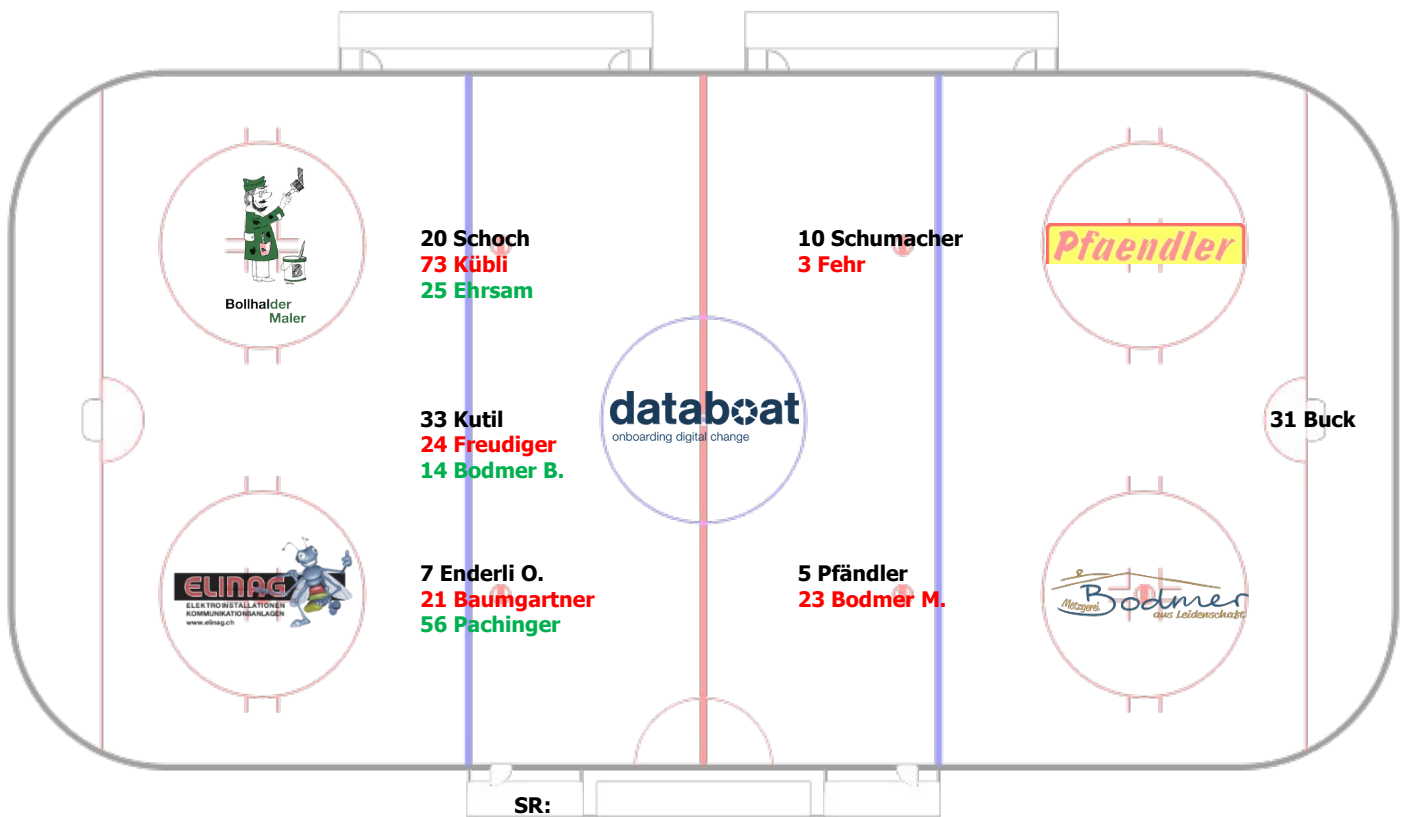 Bollhalder
Maler
20 Schoch
73 Kübli
25 Ehrsam
10 Schumacher
3 Fehr
Pfaendler
33 Kutil
24 Freudiger
14 Bodmer B.
databoat
onboarding digital change
31 Buck
ELINAG
ELEKTROINSTALLATIONEN
KOMMUNIKATIONSANLAGEN
www.elinag.ch
7 Enderli O.
21 Baumgartner
56 Pachinger
5 Pfändler
23 Bodmer M.
Metzgerei Bodmer
aus Leidenschaft
SR: